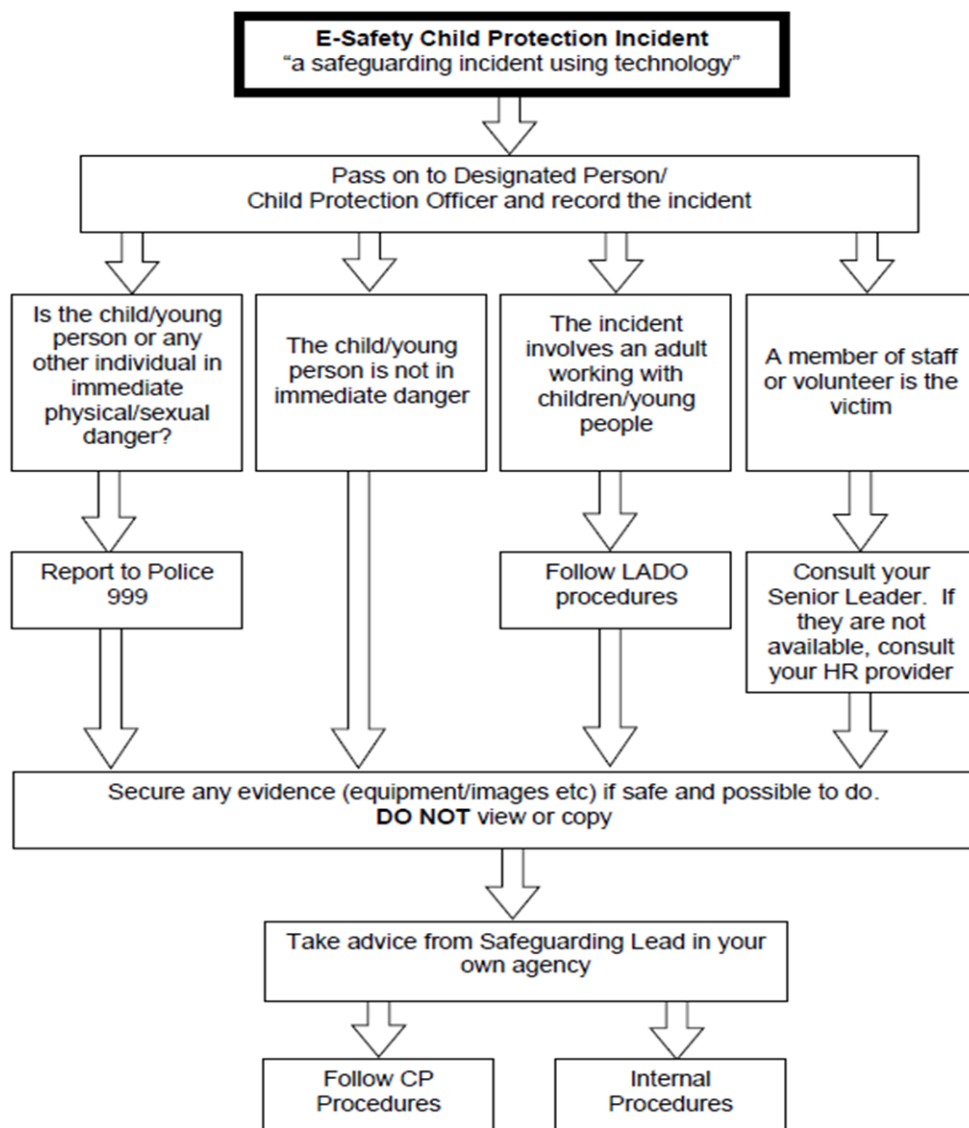 E-Safety Child Protection Incident
“a safeguarding incident using technology”
Pass on to Designated Person/
Child Protection Officer and record the incident
Is the child/young
person or any
other individual in
immediate
physical/sexual
danger?
The child/young
person is not in
immediate danger
The incident
involves an adult
working with
children/young
people
A member of staff
or volunteer is the
victim
Report to Police
999
Follow LADO
procedures
Consult your
Senior Leader.  If
they are not
available, consult
your HR provider
Secure any evidence (equipment/images etc) if safe and possible to do.
DO NOT view or copy
Take advice from Safeguarding Lead in your
own agency
Follow CP
Procedures
Internal
Procedures